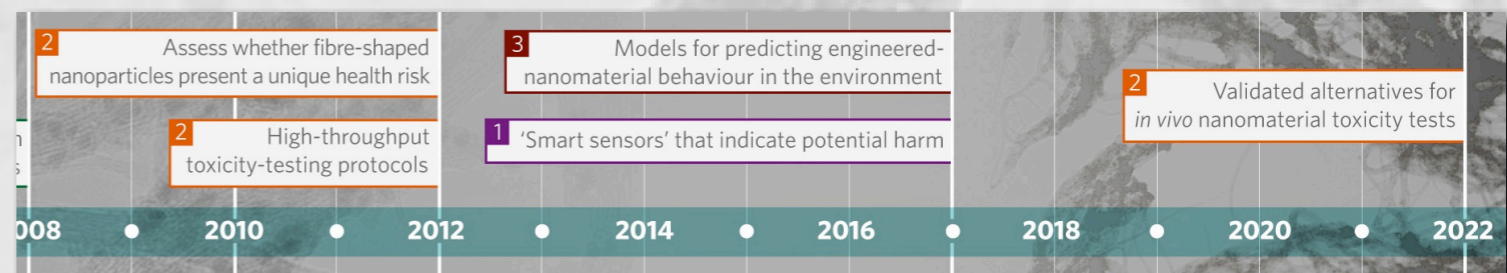 2
Assess whether fibre-shaped
nanoparticles present a unique health risk
2
High-throughput
toxicity-testing protocols
3
Models for predicting engineered-
nanomaterial behaviour in the environment
1
'Smart sensors' that indicate potential harm
2
Validated alternatives for
in vivo nanomaterial toxicity tests
008 2010 2012 2014 2016 2018 2020 2022